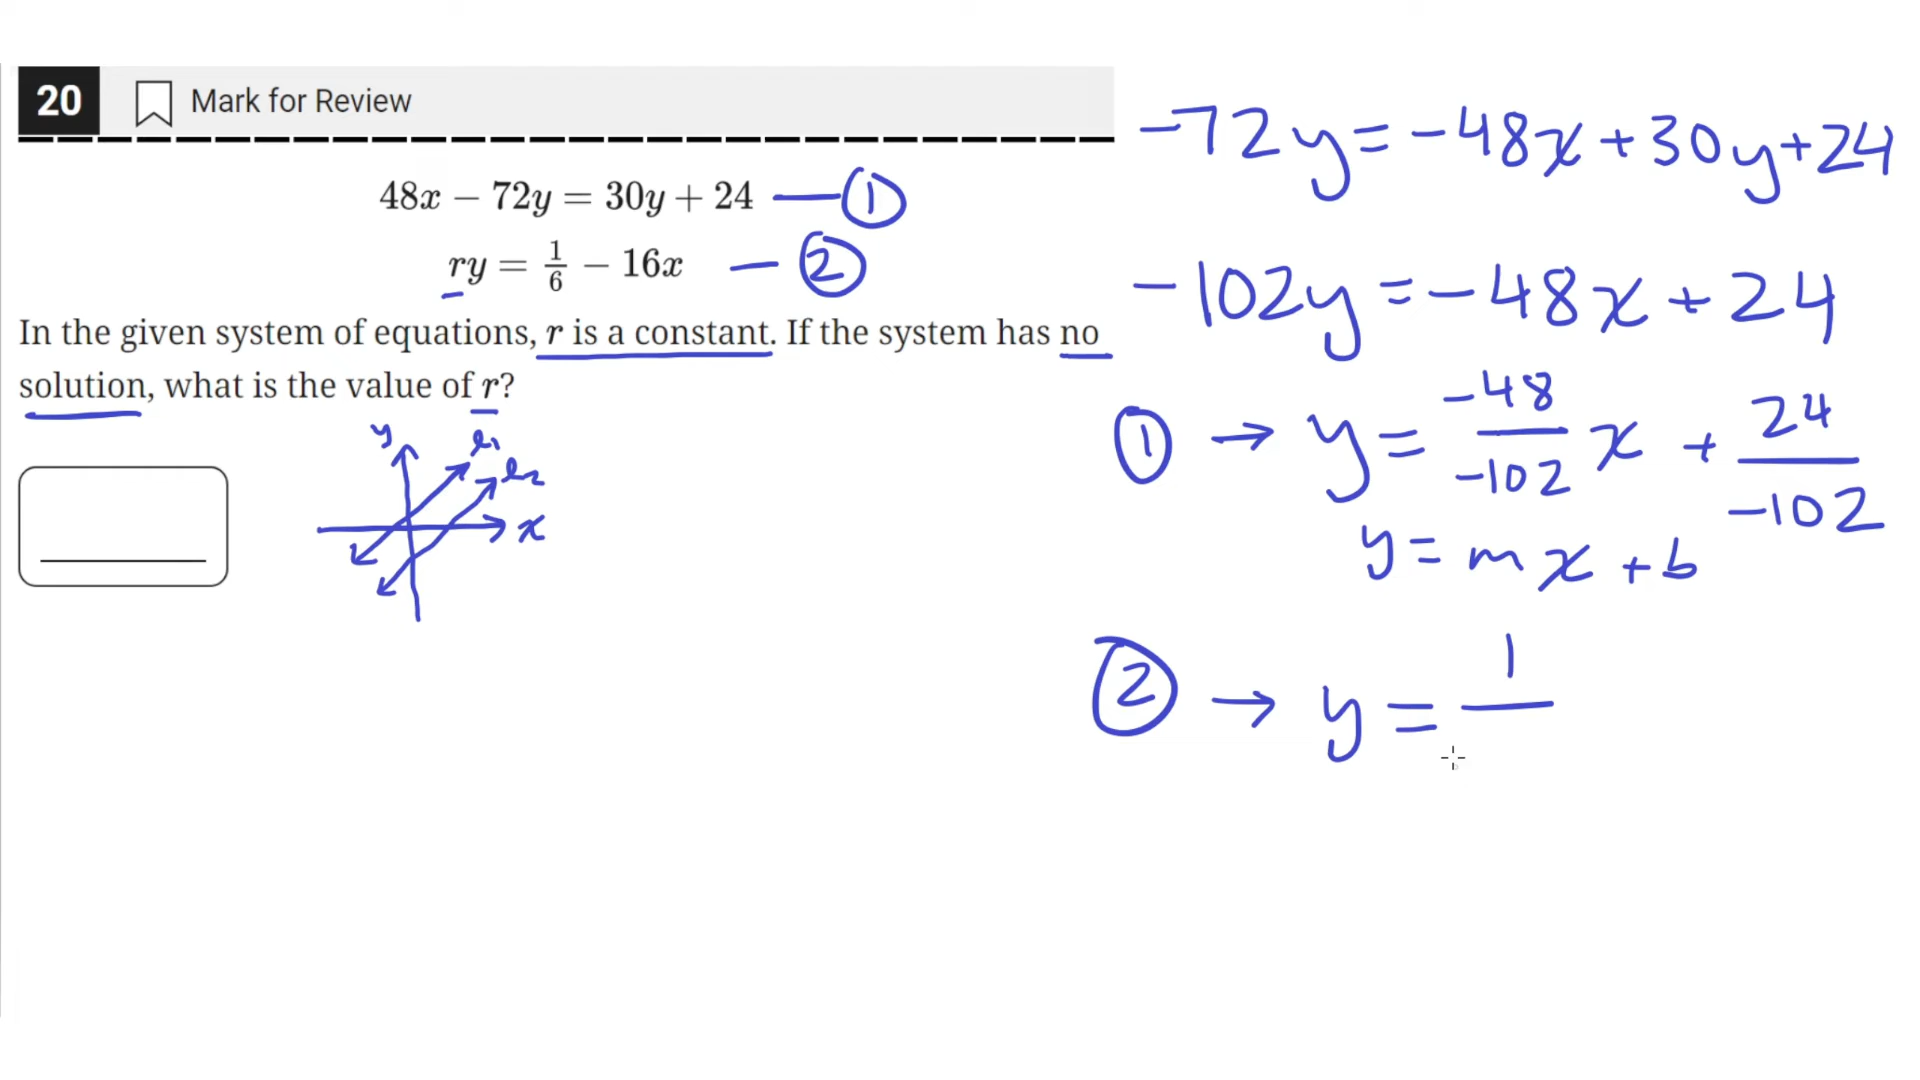 20 Mark for Review
48x − 72y = 30y + 24 — ①
ry = 1/6 − 16x — ②
In the given system of equations, r is a constant. If the system has no
solution, what is the value of r?
y
l1
l2
x
-72y = -48x + 30y + 24
-102y = -48x + 24
① → y = -48/-102 x + 24/-102
y = mx + b
② → y = 1